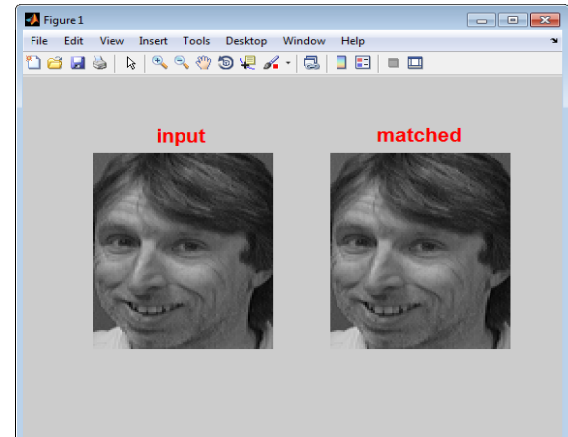 Figure 1
File Edit View Insert Tools Desktop Window Help
input matched